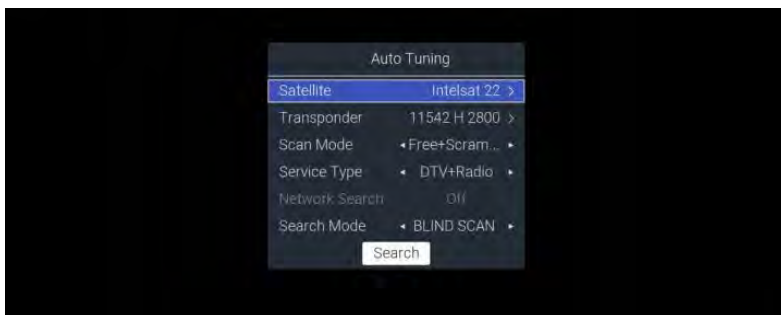 Auto Tuning
Satellite Intelsat 22 >
Transponder 11542 H 2800 >
Scan Mode ◂Free+Scram... ▸
Service Type ◂ DTV+Radio ▸
Network Search Off
Search Mode ◂ BLIND SCAN ▸
Search